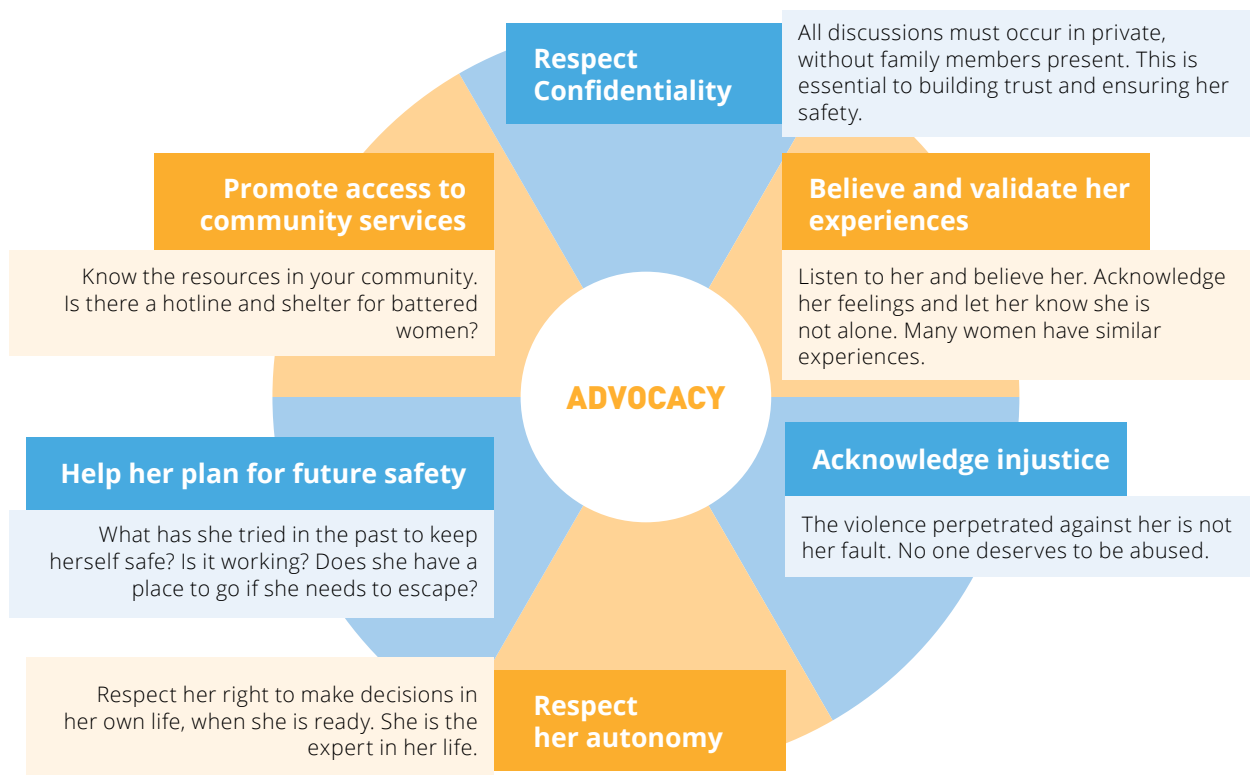 Respect
Confidentiality
All discussions must occur in private,
without family members present. This is
essential to building trust and ensuring her
safety.
Believe and validate her
experiences
Listen to her and believe her. Acknowledge
her feelings and let her know she is
not alone. Many women have similar
experiences.
Acknowledge injustice
The violence perpetrated against her is not
her fault. No one deserves to be abused.
Respect
her autonomy
Respect her right to make decisions in
her own life, when she is ready. She is the
expert in her life.
Help her plan for future safety
What has she tried in the past to keep
herself safe? Is it working? Does she have a
place to go if she needs to escape?
Promote access to
community services
Know the resources in your community.
Is there a hotline and shelter for battered
women?
ADVOCACY